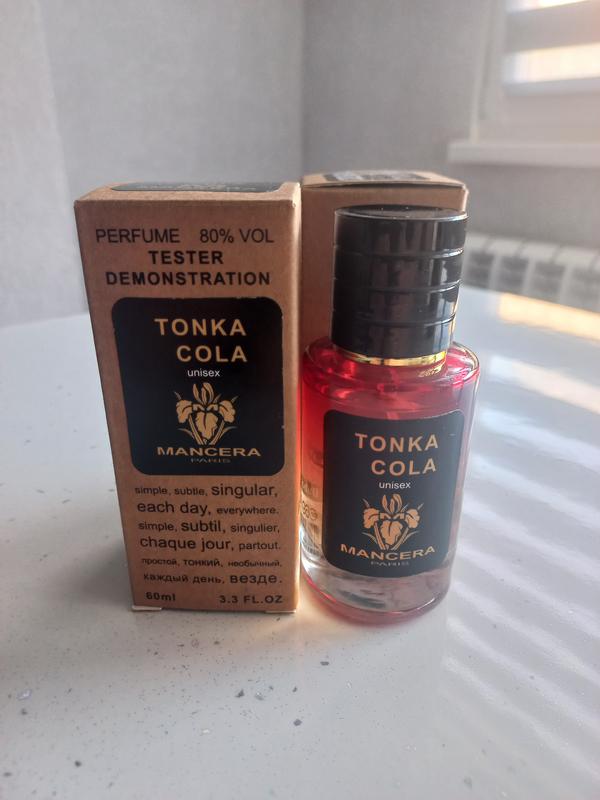 PERFUME 80% VOL
TESTER
DEMONSTRATION
TONKA
COLA
unisex
MANCERA
PARIS
simple, subtle, singular,
each day, everywhere.
simple, subtil, singulier,
chaque jour, partout.
простой, тонкий, необычный,
каждый день, везде.
60ml 3.3 FL.OZ
TONKA
COLA
unisex
MANCERA
PARIS